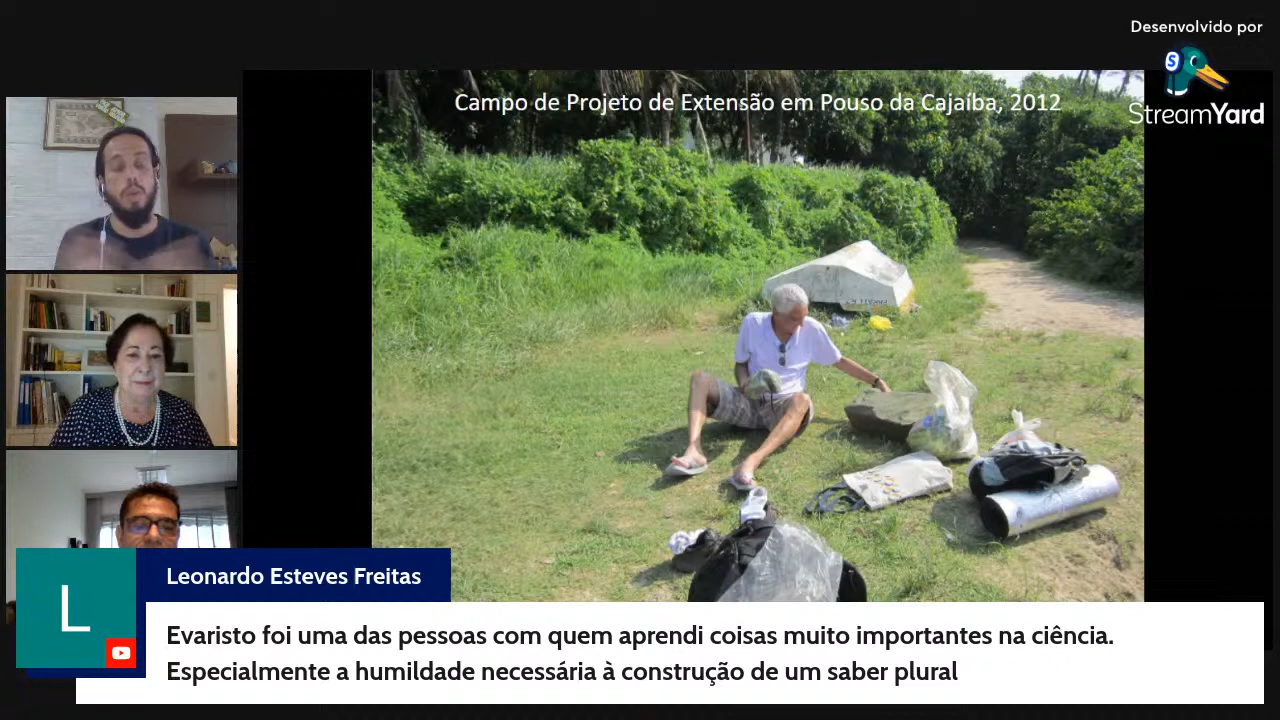 Desenvolvido por
StreamYard
Campo de Projeto de Extensão em Pouso da Cajaíba, 2012
L
Leonardo Esteves Freitas
Evaristo foi uma das pessoas com quem aprendi coisas muito importantes na ciência.
Especialmente a humildade necessária à construção de um saber plural